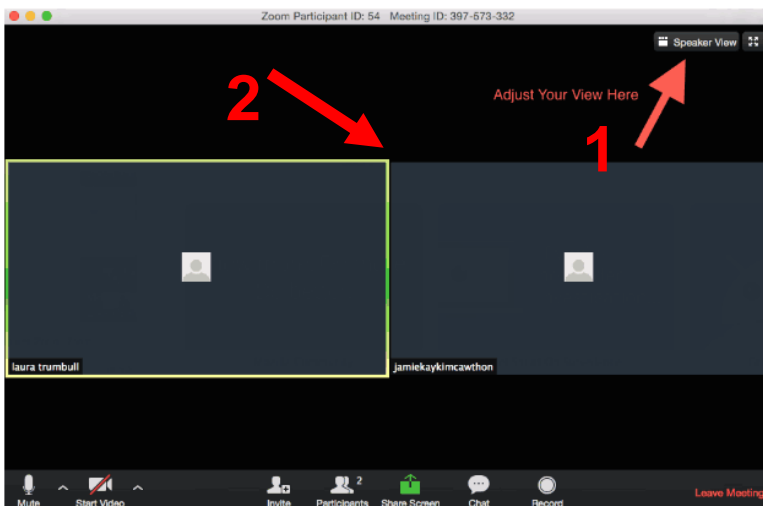 Zoom Participant ID: 54 Meeting ID: 397-573-332
Speaker View
2
Adjust Your View Here
1
laura trumbull
jamiekaykimcawthon
2
Mute
Start Video
Invite
Participants
Share Screen
Chat
Record
Leave Meeting